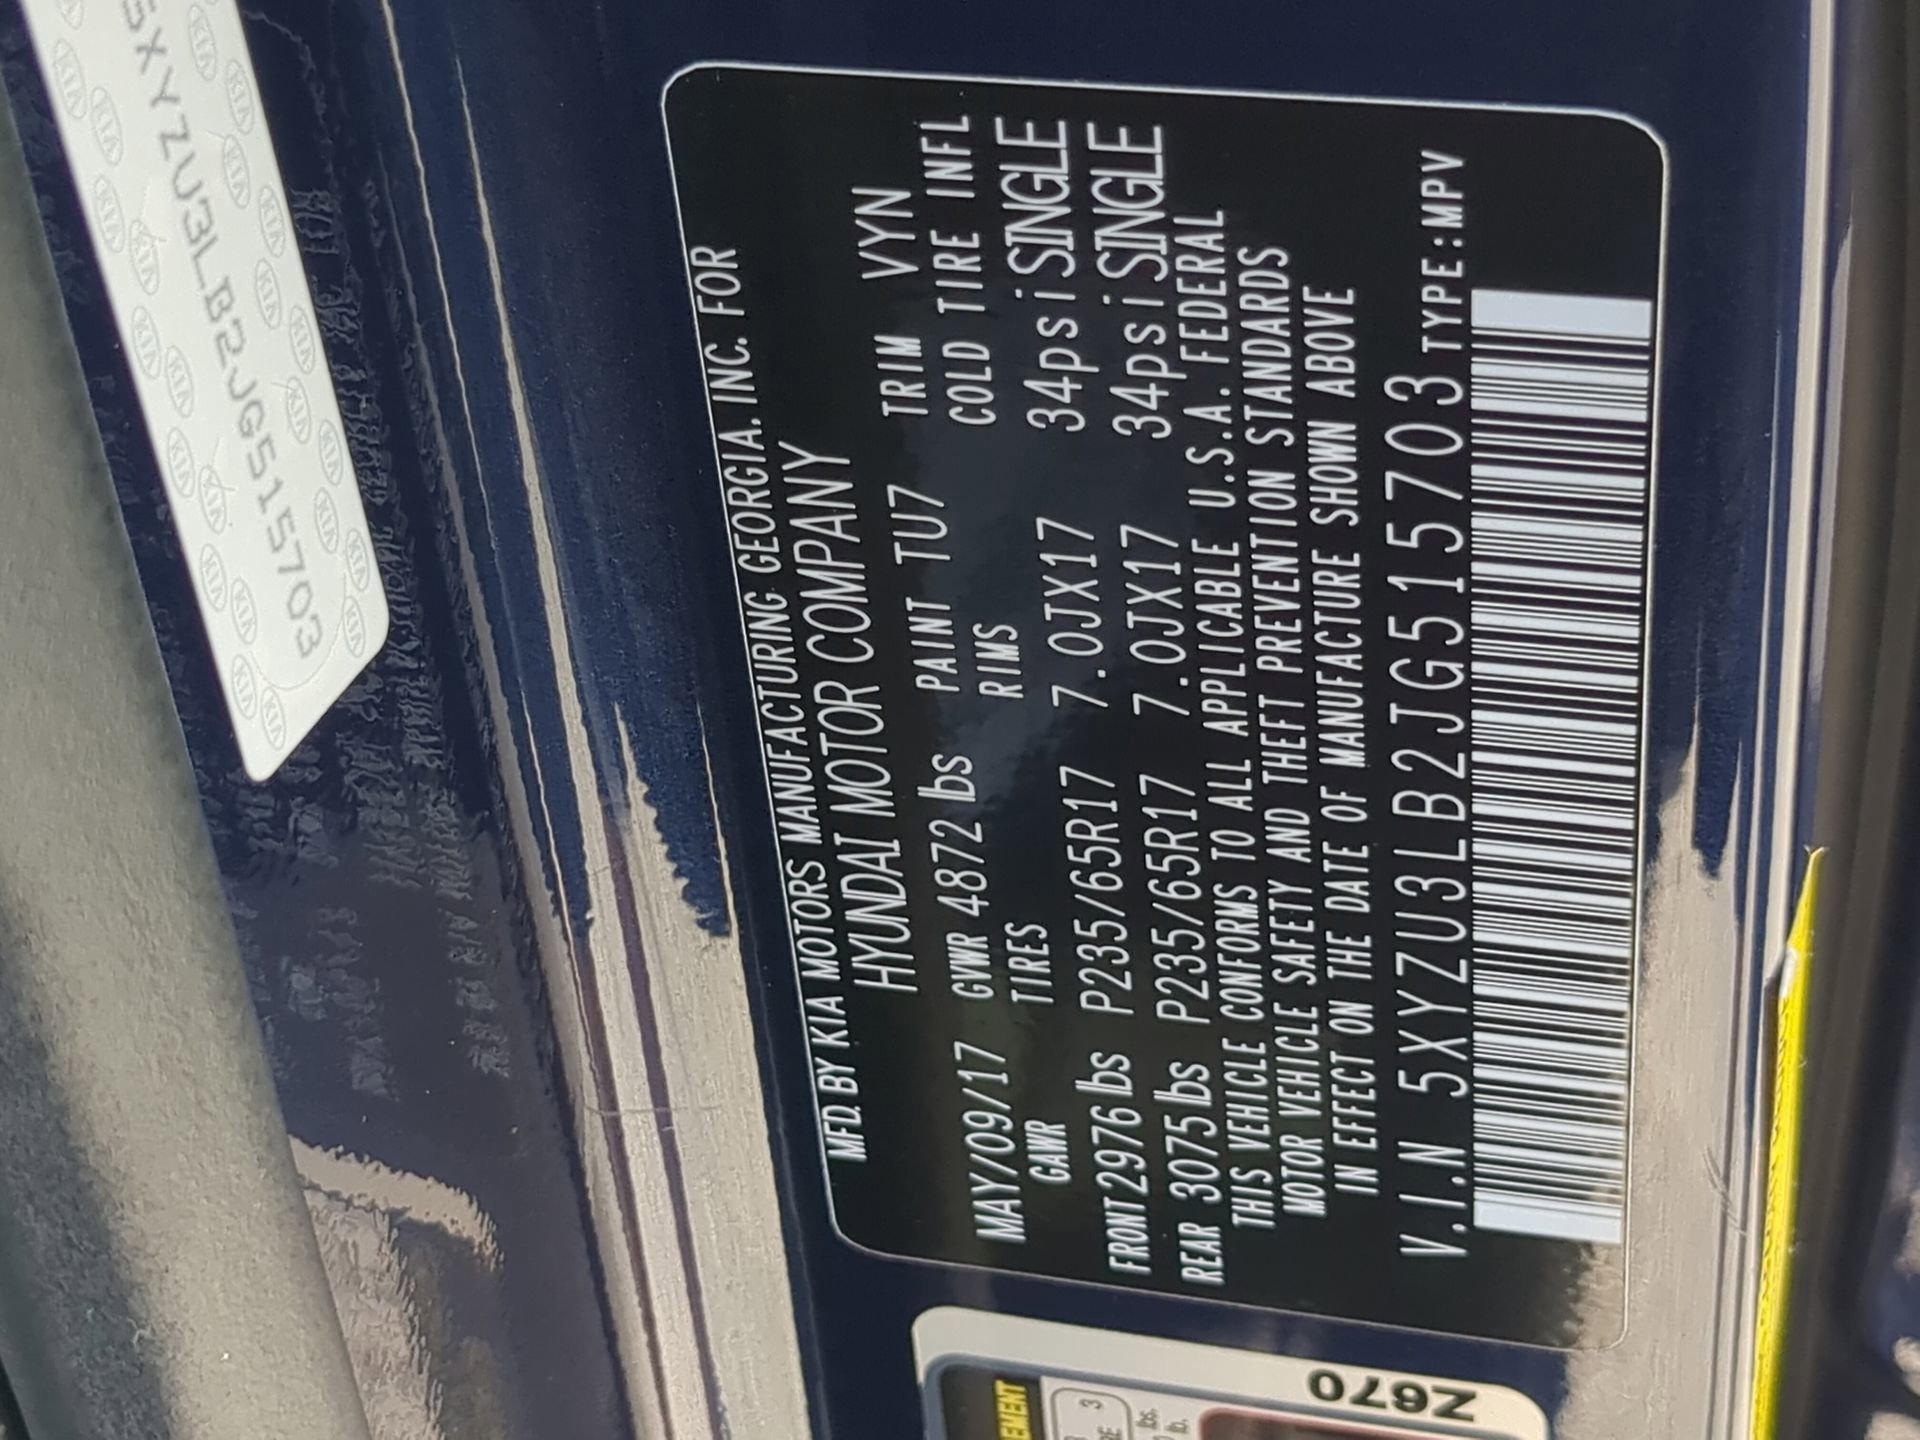 5XYZU3LB2JG515703
MFD. BY KIA MOTORS MANUFACTURING GEORGIA, INC. FOR
HYUNDAI MOTOR COMPANY
MAY/09/17 GVWR 4872 lbs PAINT TU7 TRIM VYN
GAWR TIRES RIMS COLD TIRE INFL
FRONT 2976 lbs P235/65R17 7.0JX17 34psi SINGLE
REAR 3075 lbs P235/65R17 7.0JX17 34psi SINGLE
THIS VEHICLE CONFORMS TO ALL APPLICABLE U.S.A. FEDERAL
MOTOR VEHICLE SAFETY AND THEFT PREVENTION STANDARDS
IN EFFECT ON THE DATE OF MANUFACTURE SHOWN ABOVE
V.I.N 5XYZU3LB2JG515703 TYPE:MPV
Z670